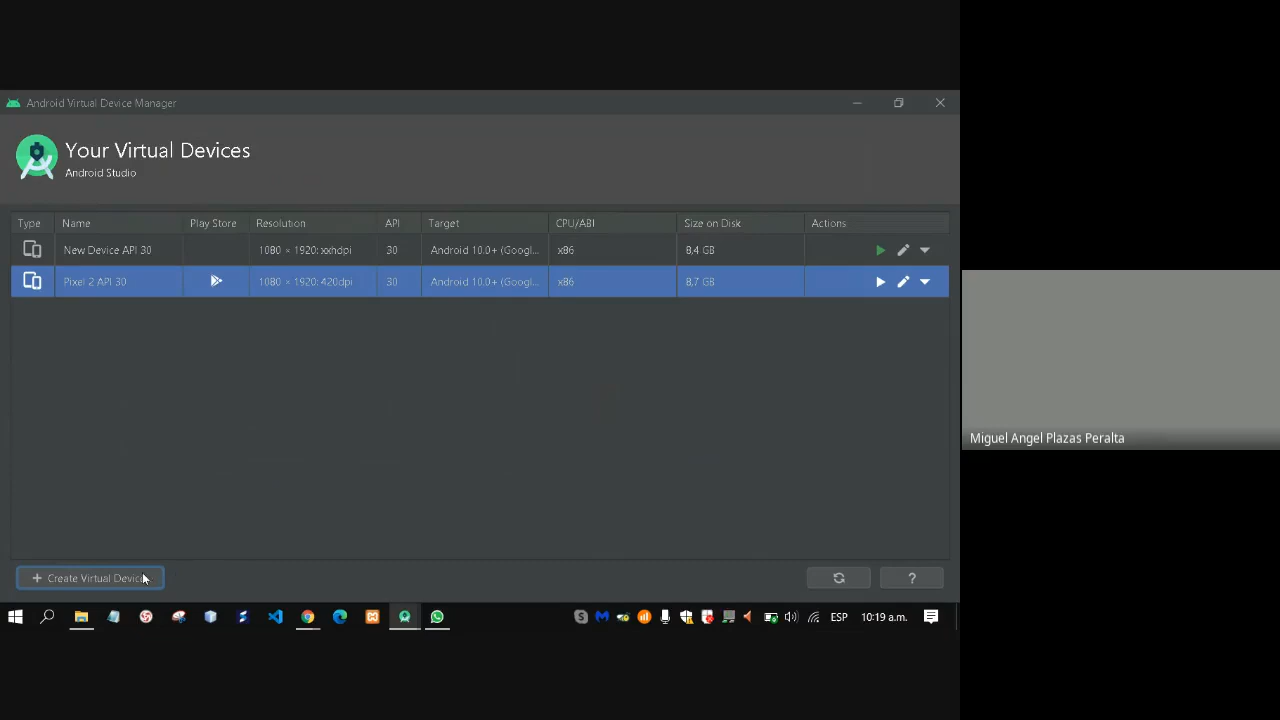 Android Virtual Device Manager
Your Virtual Devices
Android Studio
Type Name Play Store Resolution API Target CPU/ABI Size on Disk Actions
New Device API 30 1080 × 1920: xxhdpi 30 Android 10.0+ (Googl... x86 8,4 GB
Pixel 2 API 30 1080 × 1920: 420dpi 30 Android 10.0+ (Googl... x86 8,7 GB
Miguel Angel Plazas Peralta
+ Create Virtual Device... ?
ESP 10:19 a.m.